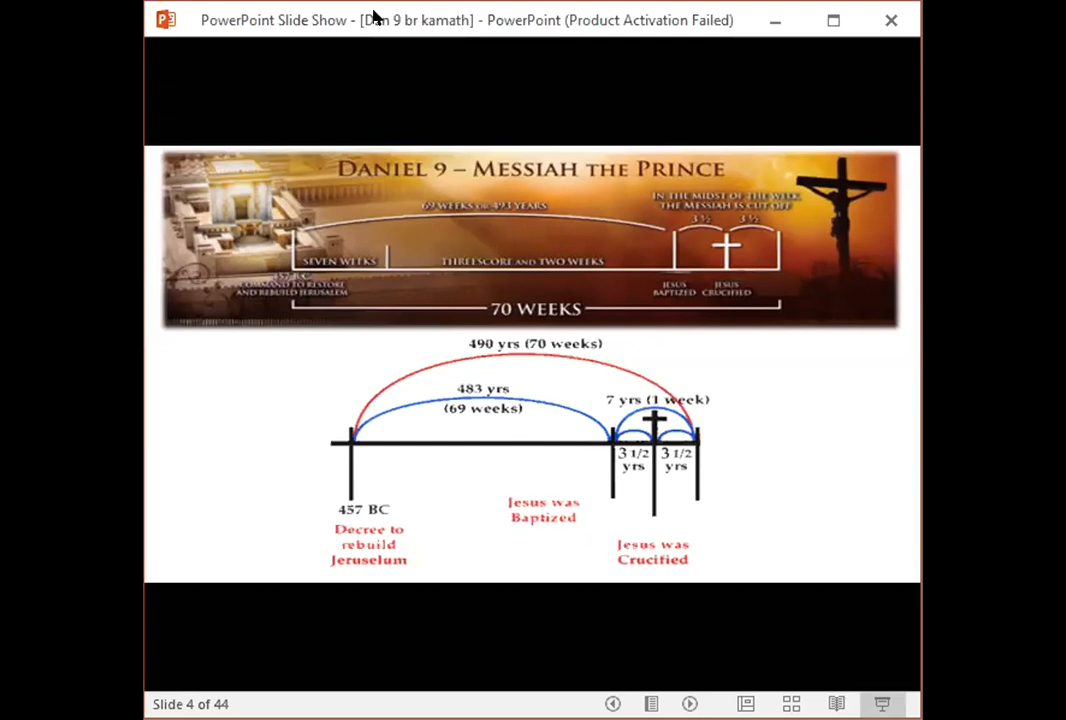 PowerPoint Slide Show - [Dan 9 br kamath] - PowerPoint (Product Activation Failed)
DANIEL 9 – MESSIAH THE PRINCE
IN THE MIDST OF THE WEEK
THE MESSIAH IS CUT OFF
69 WEEKS OR 493 YEARS
3 ½ 3 ½
SEVEN WEEKS THREESCORE AND TWO WEEKS
457 BC
COMMAND TO RESTORE
AND REBUILD JERUSALEM
JESUS
BAPTIZED
JESUS
CRUCIFIED
70 WEEKS
490 yrs (70 weeks)
483 yrs
(69 weeks)
7 yrs (1 week)
3 1/2
yrs
3 1/2
yrs
457 BC
Decree to
rebuild
Jeruselum
Jesus was
Baptized
Jesus was
Crucified
Slide 4 of 44